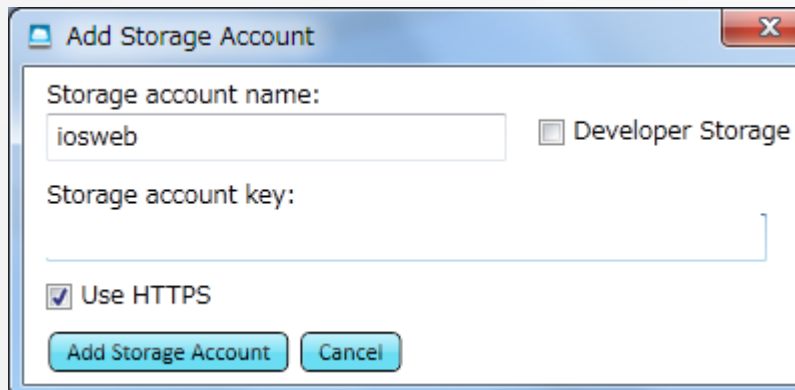 Add Storage Account
Storage account name:
iosweb
Developer Storage
Storage account key:
Use HTTPS
Add Storage Account
Cancel